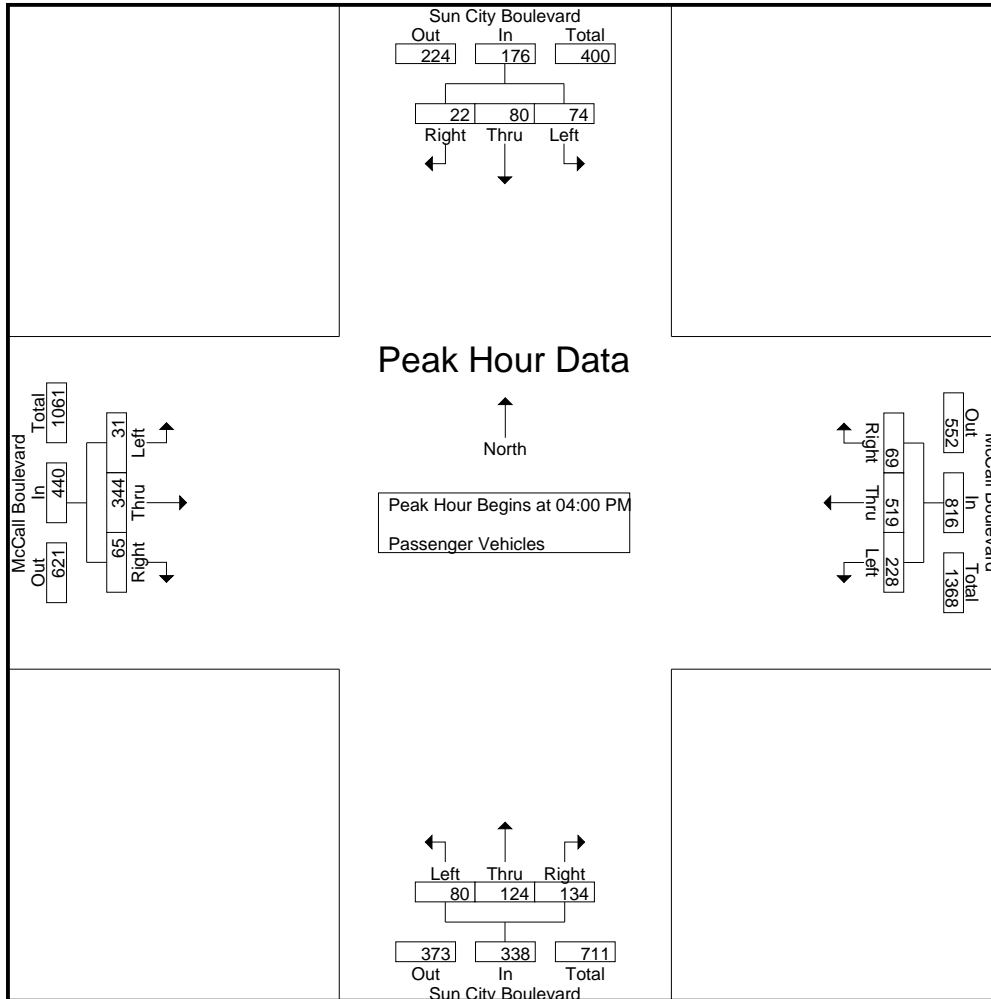 Sun City Boulevard
Out In Total
224 176 400
22 80 74
Right Thru Left
Peak Hour Data
North
Peak Hour Begins at 04:00 PM
Passenger Vehicles
McCall Boulevard
Total In Out
1061 440 621
31 344 65
Left Thru Right
McCall Boulevard
Out In Total
552 816 1368
69 519 228
Right Thru Left
Left Thru Right
80 124 134
373 338 711
Out In Total
Sun City Boulevard